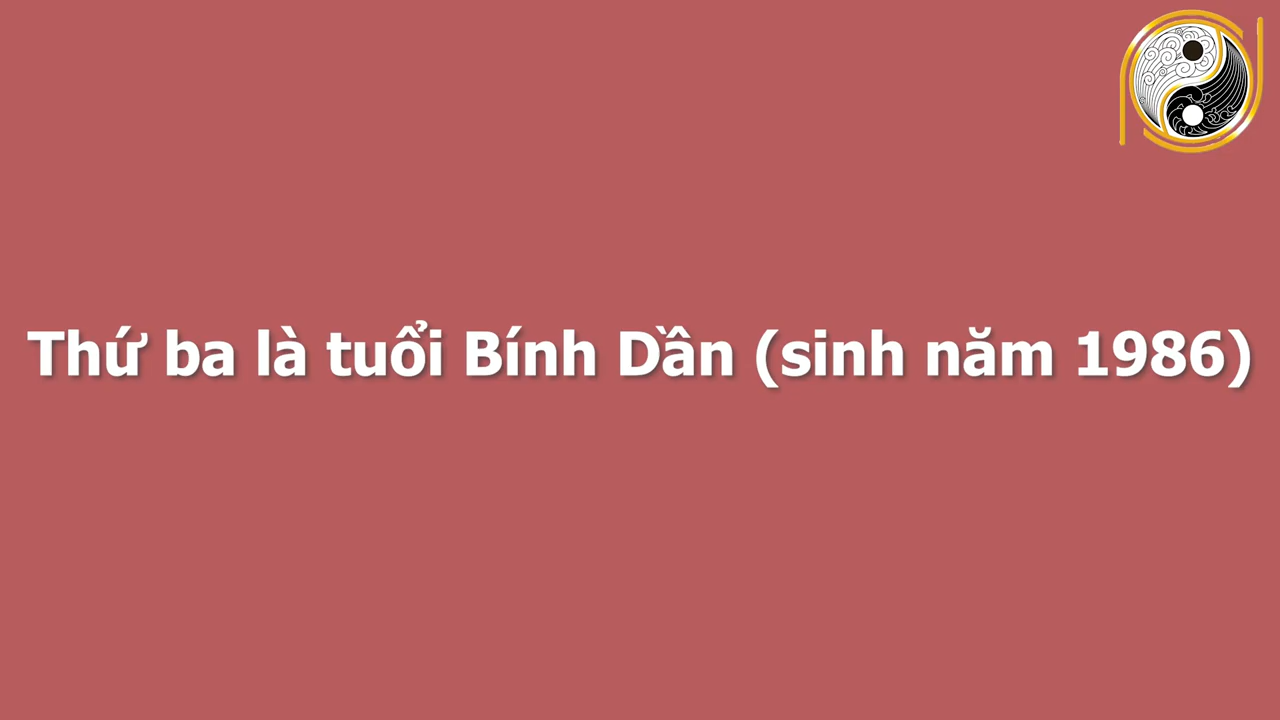 Thứ ba là tuổi Bính Dần (sinh năm 1986)